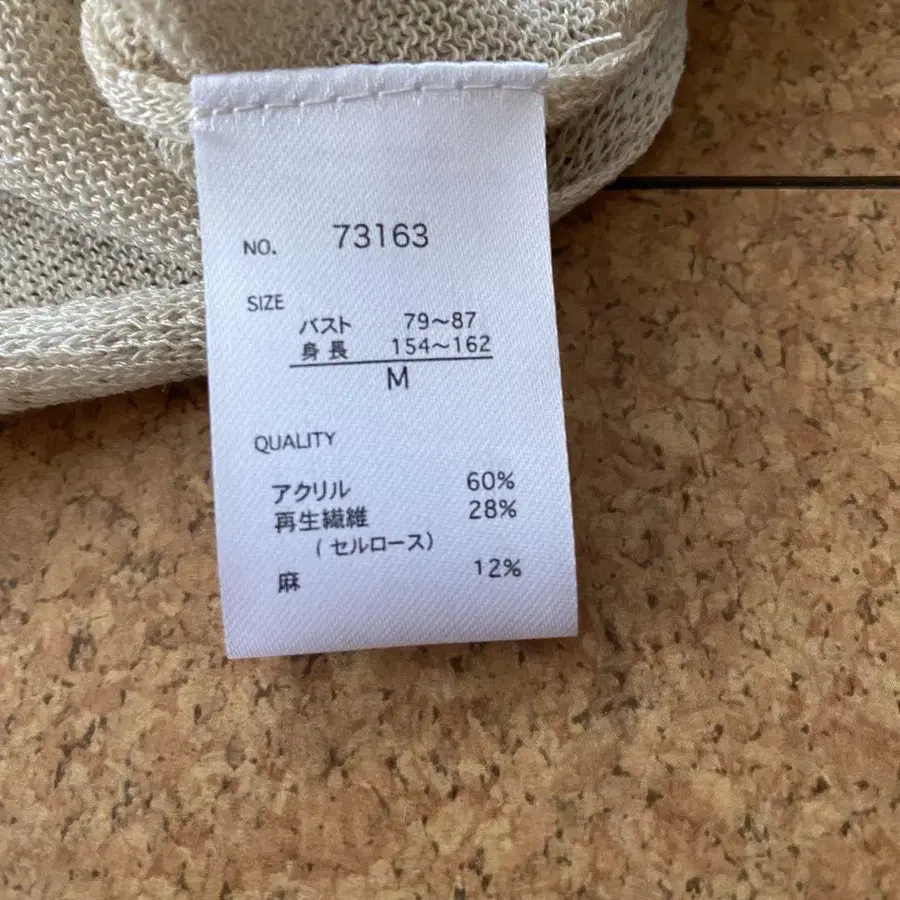 NO. 73163
SIZE
バスト 79～87
身長 154～162
M
QUALITY
アクリル 60%
再生繊維 28%
(セルロース)
麻 12%